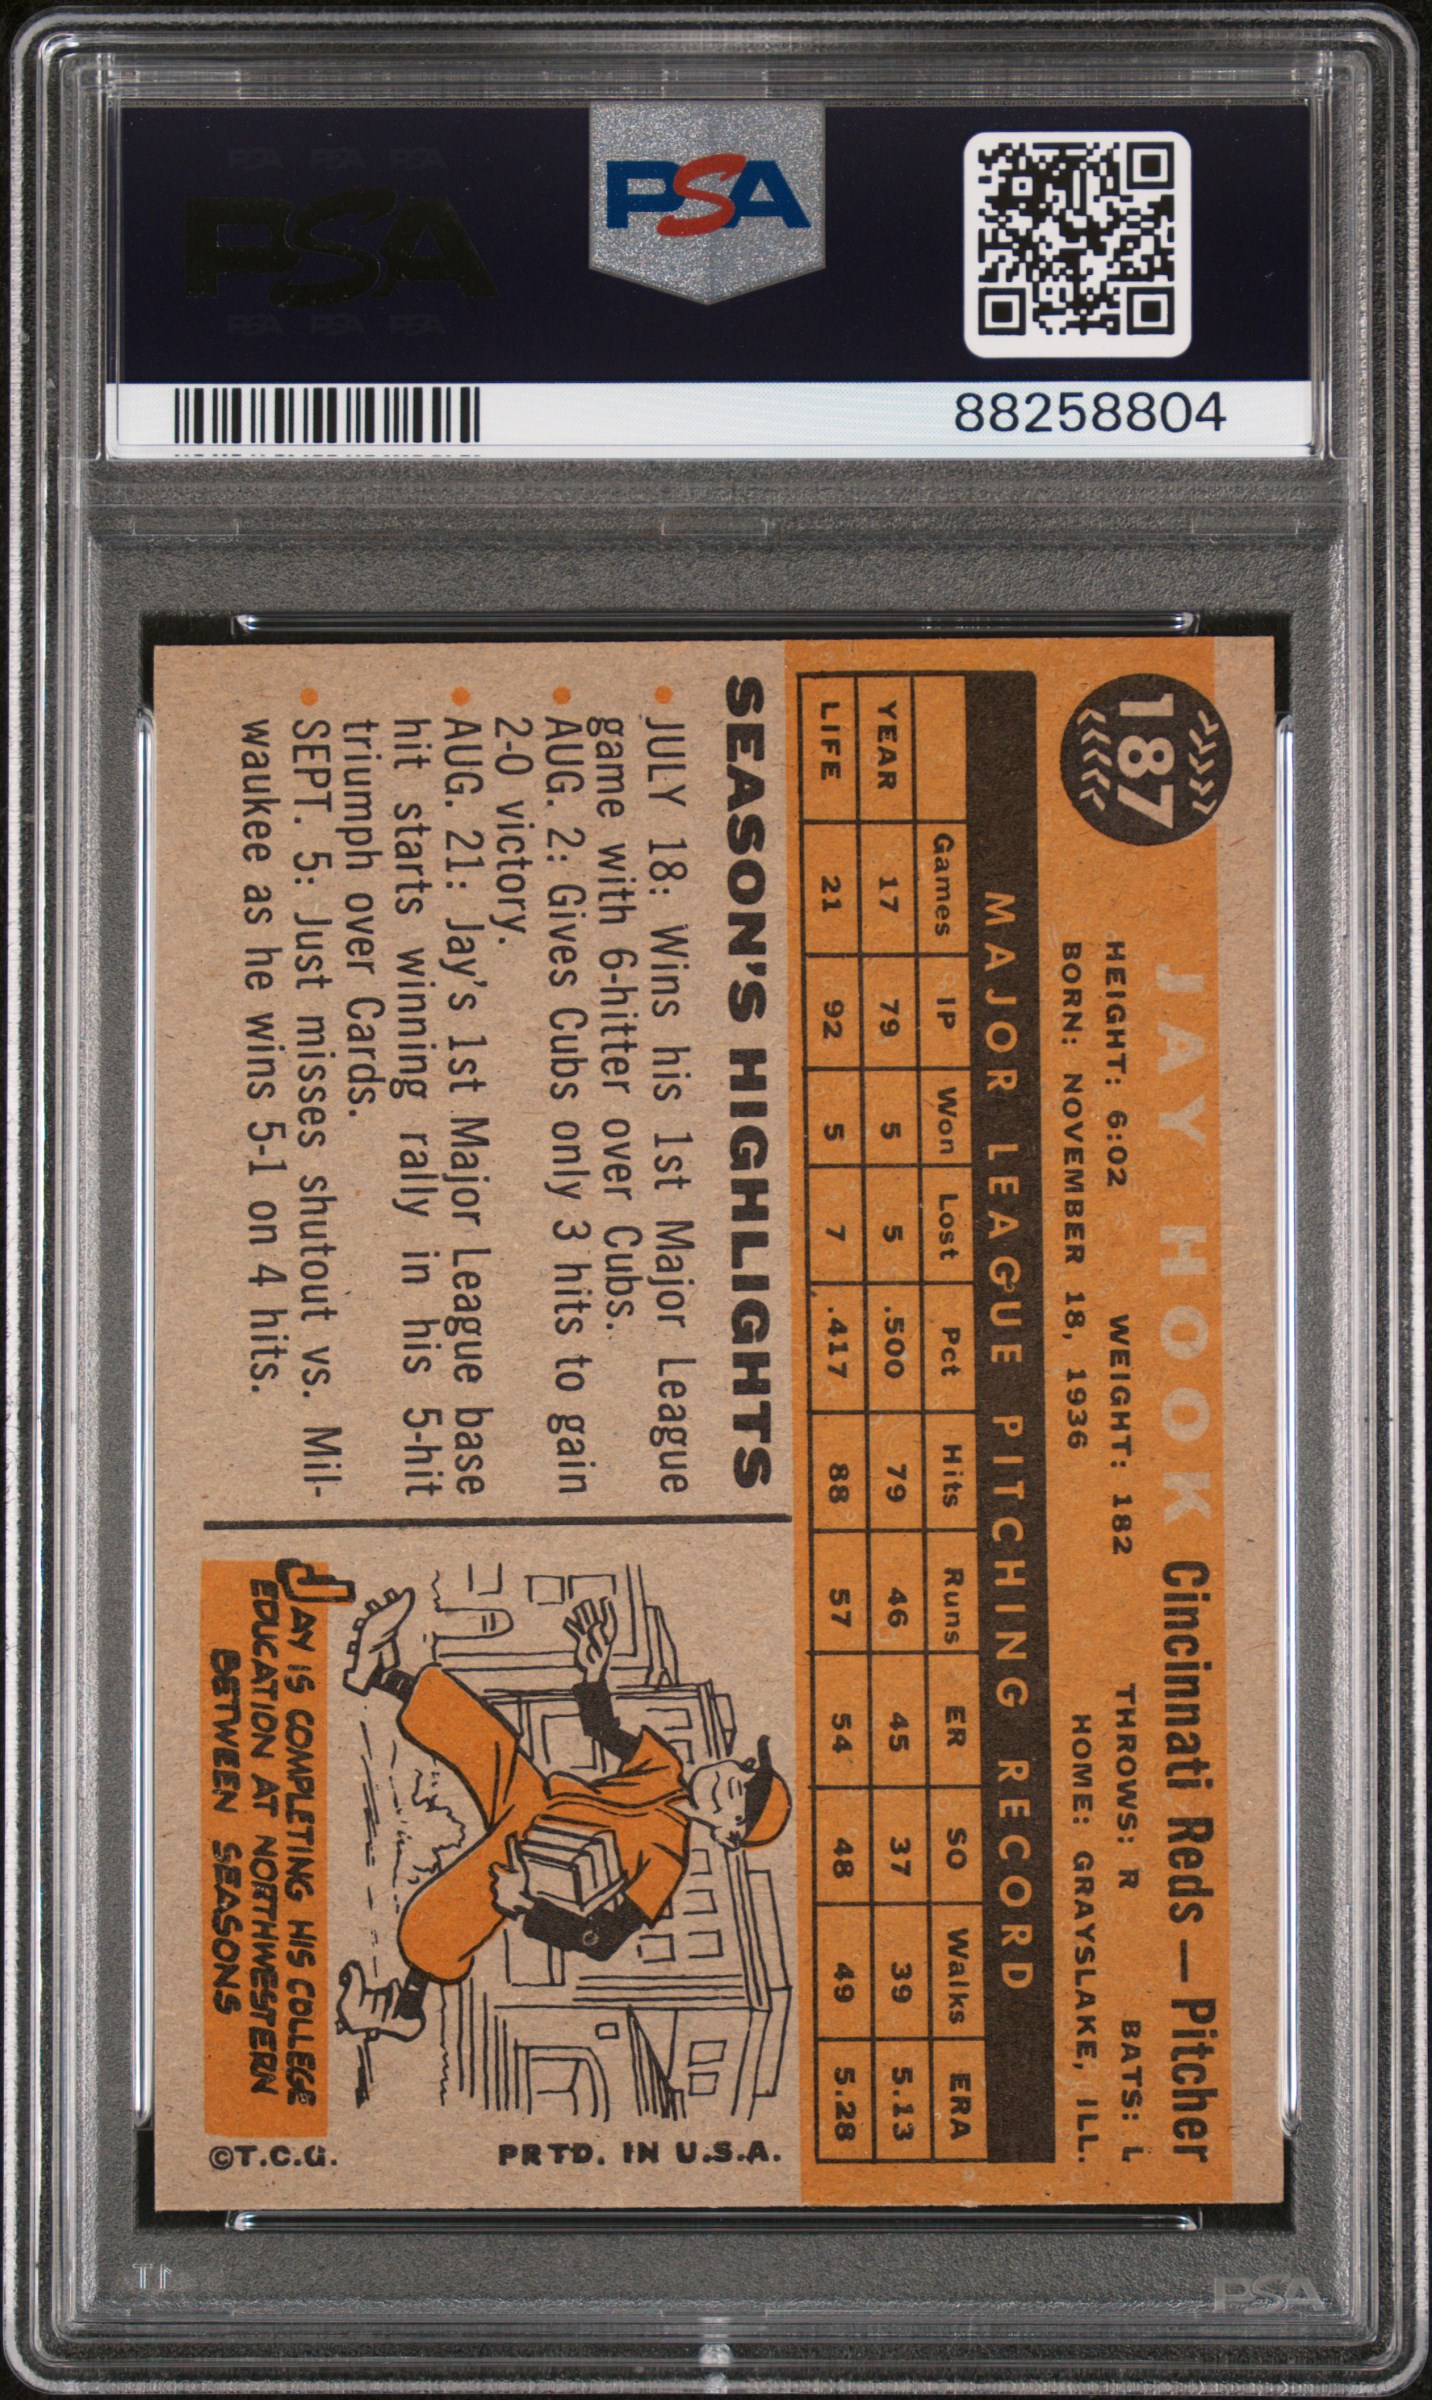 PSA PSA PSA
PSA
PSA PSA PSA
PSA
88258804
187
JAY HOOK Cincinnati Reds — Pitcher
HEIGHT: 6:02 WEIGHT: 182 THROWS: R BATS: L
BORN: NOVEMBER 18, 1936 HOME: GRAYSLAKE, ILL.
MAJOR LEAGUE PITCHING RECORD
Games IP Won Lost Pct Hits Runs ER SO Walks ERA
YEAR 17 79 5 5 .500 79 46 45 37 39 5.13
LIFE 21 92 5 7 .417 88 57 54 48 49 5.28
SEASON'S HIGHLIGHTS
• JULY 18: Wins his 1st Major League
game with 6-hitter over Cubs.
• AUG. 2: Gives Cubs only 3 hits to gain
2-0 victory.
• AUG. 21: Jay's 1st Major League base
hit starts winning rally in his 5-hit
triumph over Cards.
• SEPT. 5: Just misses shutout vs. Mil-
waukee as he wins 5-1 on 4 hits.
JAY IS COMPLETING HIS COLLEGE
EDUCATION AT NORTHWESTERN
BETWEEN SEASONS
PRTD. IN U.S.A.
©T.C.G.
PSA